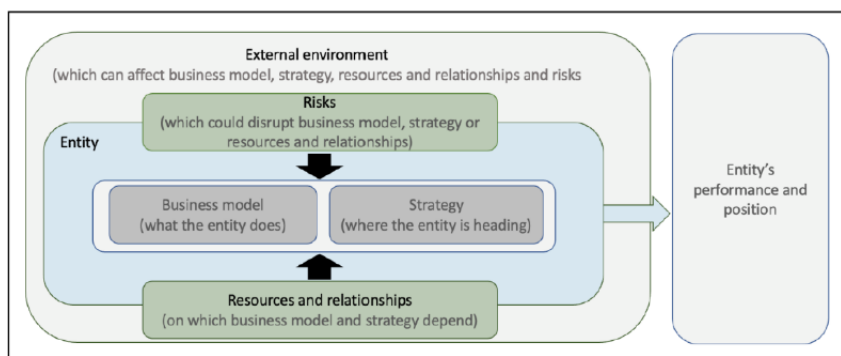 External environment
(which can affect business model, strategy, resources and relationships and risks
Risks
(which could disrupt business model, strategy or
resources and relationships)
Entity
Business model
(what the entity does)
Strategy
(where the entity is heading)
Resources and relationships
(on which business model and strategy depend)
Entity's
performance and
position